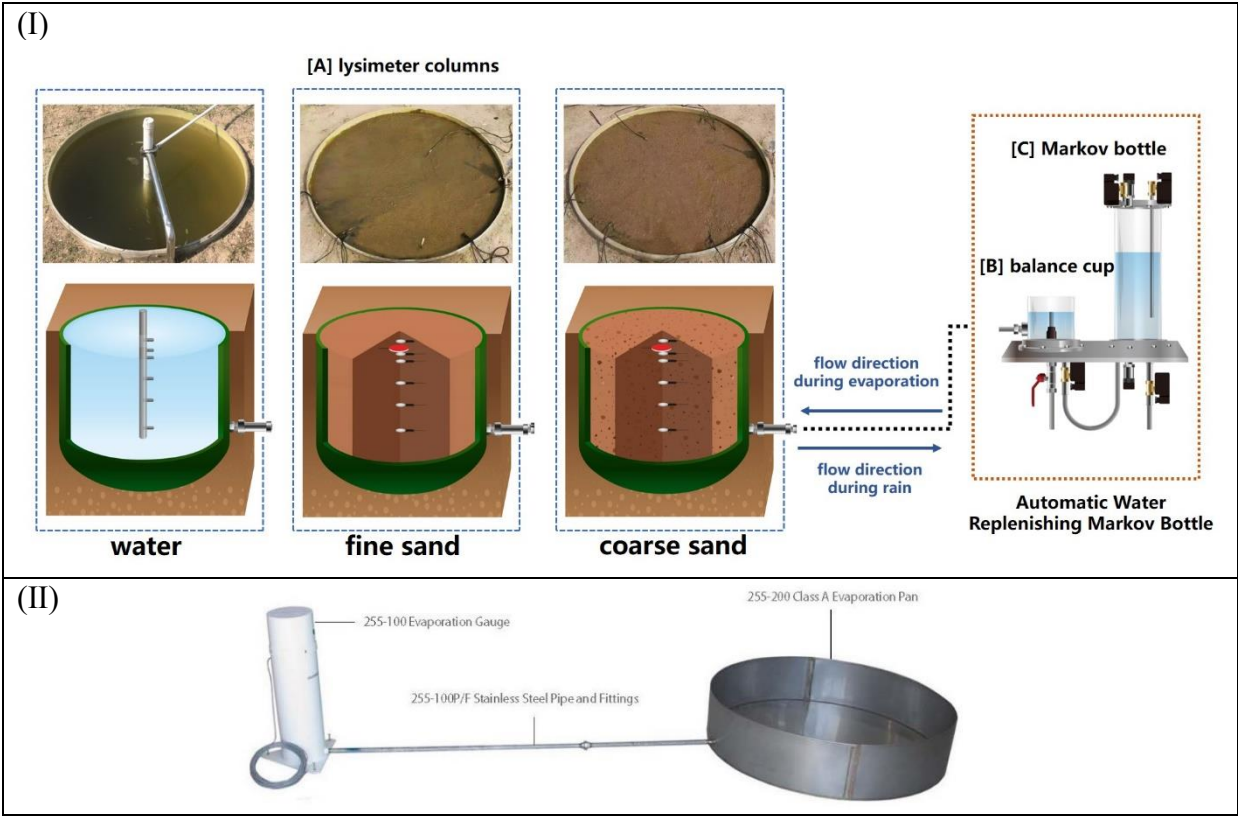 (I)
[A] lysimeter columns
[C] Markov bottle
[B] balance cup
flow direction
during evaporation
flow direction
during rain
Automatic Water
Replenishing Markov Bottle
water
fine sand
coarse sand
(II)
255-200 Class A Evaporation Pan
255-100 Evaporation Gauge
255-100P/F Stainless Steel Pipe and Fittings